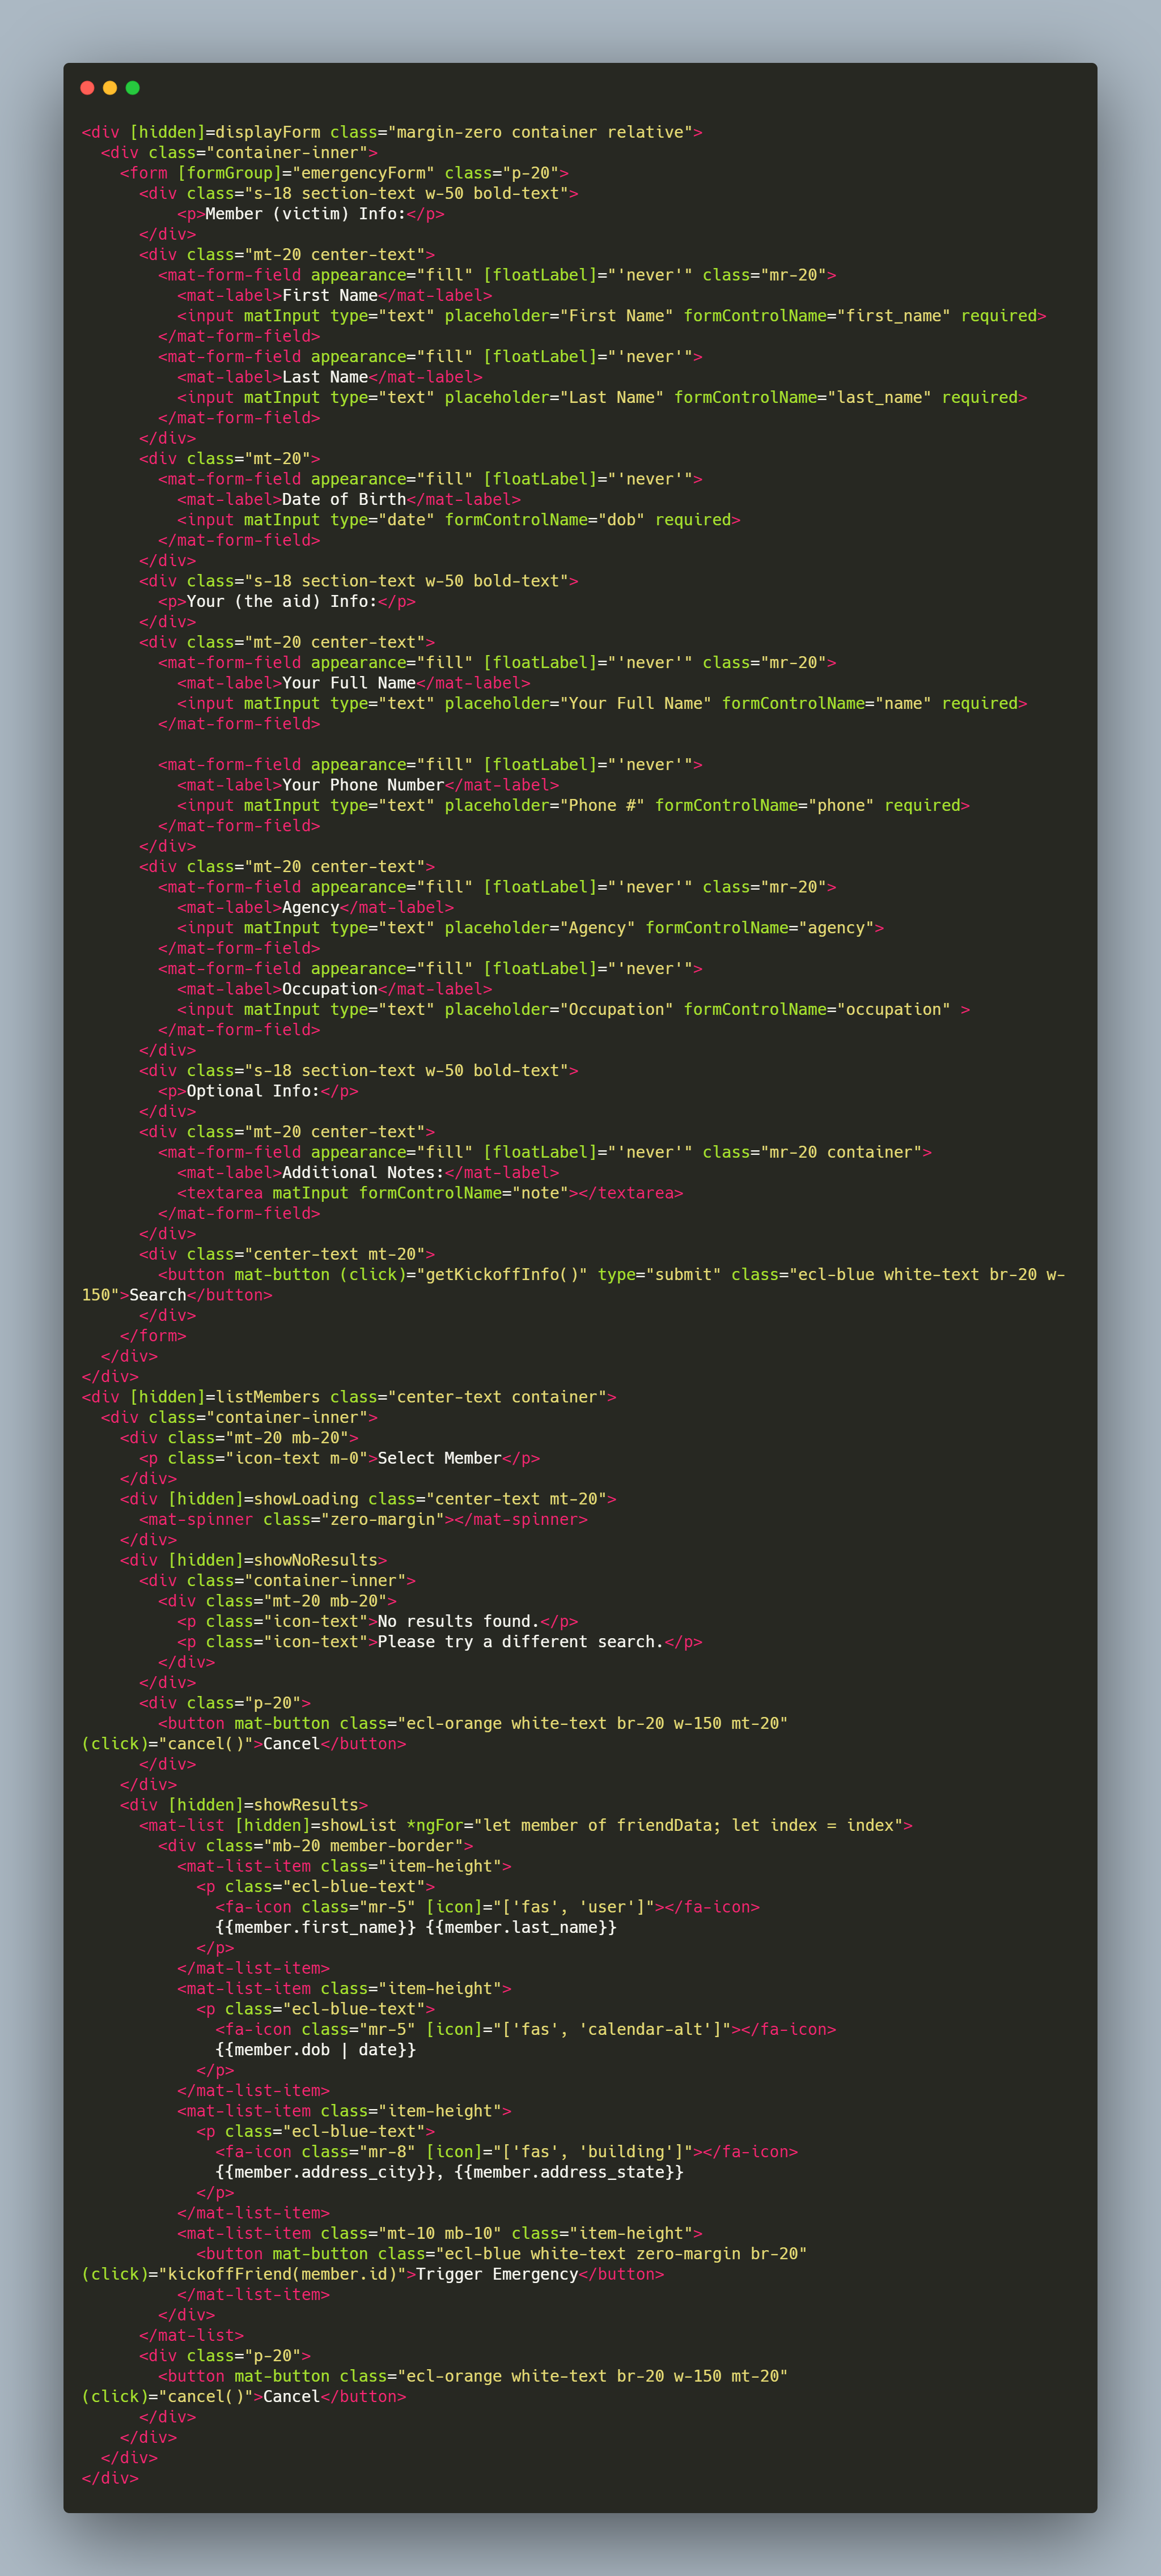 <div [hidden]=displayForm class="margin-zero container relative">
  <div class="container-inner">
    <form [formGroup]="emergencyForm" class="p-20">
      <div class="s-18 section-text w-50 bold-text">
          <p>Member (victim) Info:</p>
      </div>
      <div class="mt-20 center-text">
        <mat-form-field appearance="fill" [floatLabel]="'never'" class="mr-20">
          <mat-label>First Name</mat-label>
          <input matInput type="text" placeholder="First Name" formControlName="first_name" required>
        </mat-form-field>
        <mat-form-field appearance="fill" [floatLabel]="'never'">
          <mat-label>Last Name</mat-label>
          <input matInput type="text" placeholder="Last Name" formControlName="last_name" required>
        </mat-form-field>
      </div>
      <div class="mt-20">
        <mat-form-field appearance="fill" [floatLabel]="'never'">
          <mat-label>Date of Birth</mat-label>
          <input matInput type="date" formControlName="dob" required>
        </mat-form-field>
      </div>
      <div class="s-18 section-text w-50 bold-text">
        <p>Your (the aid) Info:</p>
      </div>
      <div class="mt-20 center-text">
        <mat-form-field appearance="fill" [floatLabel]="'never'" class="mr-20">
          <mat-label>Your Full Name</mat-label>
          <input matInput type="text" placeholder="Your Full Name" formControlName="name" required>
        </mat-form-field>

        <mat-form-field appearance="fill" [floatLabel]="'never'">
          <mat-label>Your Phone Number</mat-label>
          <input matInput type="text" placeholder="Phone #" formControlName="phone" required>
        </mat-form-field>
      </div>
      <div class="mt-20 center-text">
        <mat-form-field appearance="fill" [floatLabel]="'never'" class="mr-20">
          <mat-label>Agency</mat-label>
          <input matInput type="text" placeholder="Agency" formControlName="agency">
        </mat-form-field>
        <mat-form-field appearance="fill" [floatLabel]="'never'">
          <mat-label>Occupation</mat-label>
          <input matInput type="text" placeholder="Occupation" formControlName="occupation" >
        </mat-form-field>
      </div>
      <div class="s-18 section-text w-50 bold-text">
        <p>Optional Info:</p>
      </div>
      <div class="mt-20 center-text">
        <mat-form-field appearance="fill" [floatLabel]="'never'" class="mr-20 container">
          <mat-label>Additional Notes:</mat-label>
          <textarea matInput formControlName="note"></textarea>
        </mat-form-field>
      </div>
      <div class="center-text mt-20">
        <button mat-button (click)="getKickoffInfo()" type="submit" class="ecl-blue white-text br-20 w-
150">Search</button>
      </div>
    </form>
  </div>
</div>
<div [hidden]=listMembers class="center-text container">
  <div class="container-inner">
    <div class="mt-20 mb-20">
      <p class="icon-text m-0">Select Member</p>
    </div>
    <div [hidden]=showLoading class="center-text mt-20">
      <mat-spinner class="zero-margin"></mat-spinner>
    </div>
    <div [hidden]=showNoResults>
      <div class="container-inner">
        <div class="mt-20 mb-20">
          <p class="icon-text">No results found.</p>
          <p class="icon-text">Please try a different search.</p>
        </div>
      </div>
      <div class="p-20">
        <button mat-button class="ecl-orange white-text br-20 w-150 mt-20"
(click)="cancel()">Cancel</button>
      </div>
    </div>
    <div [hidden]=showResults>
      <mat-list [hidden]=showList *ngFor="let member of friendData; let index = index">
        <div class="mb-20 member-border">
          <mat-list-item class="item-height">
            <p class="ecl-blue-text">
              <fa-icon class="mr-5" [icon]="['fas', 'user']"></fa-icon>
              {{member.first_name}} {{member.last_name}}
            </p>
          </mat-list-item>
          <mat-list-item class="item-height">
            <p class="ecl-blue-text">
              <fa-icon class="mr-5" [icon]="['fas', 'calendar-alt']"></fa-icon>
              {{member.dob | date}}
            </p>
          </mat-list-item>
          <mat-list-item class="item-height">
            <p class="ecl-blue-text">
              <fa-icon class="mr-8" [icon]="['fas', 'building']"></fa-icon>
              {{member.address_city}}, {{member.address_state}}
            </p>
          </mat-list-item>
          <mat-list-item class="mt-10 mb-10" class="item-height">
            <button mat-button class="ecl-blue white-text zero-margin br-20"
(click)="kickoffFriend(member.id)">Trigger Emergency</button>
          </mat-list-item>
        </div>
      </mat-list>
      <div class="p-20">
        <button mat-button class="ecl-orange white-text br-20 w-150 mt-20"
(click)="cancel()">Cancel</button>
      </div>
    </div>
  </div>
</div>